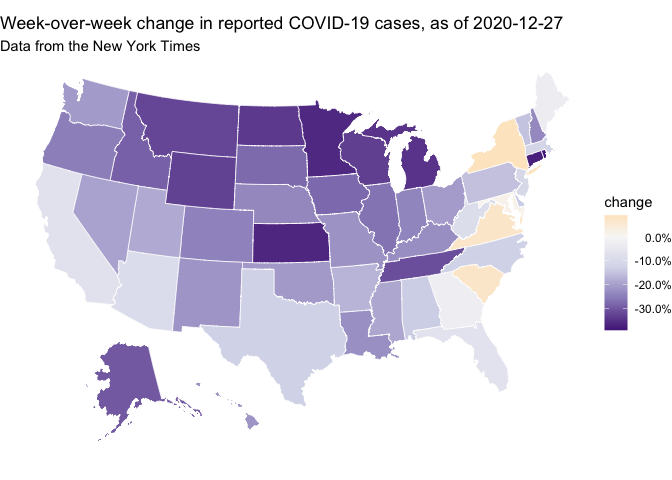 Week-over-week change in reported COVID-19 cases, as of 2020-12-27
Data from the New York Times
change
0.0%
-10.0%
-20.0%
-30.0%